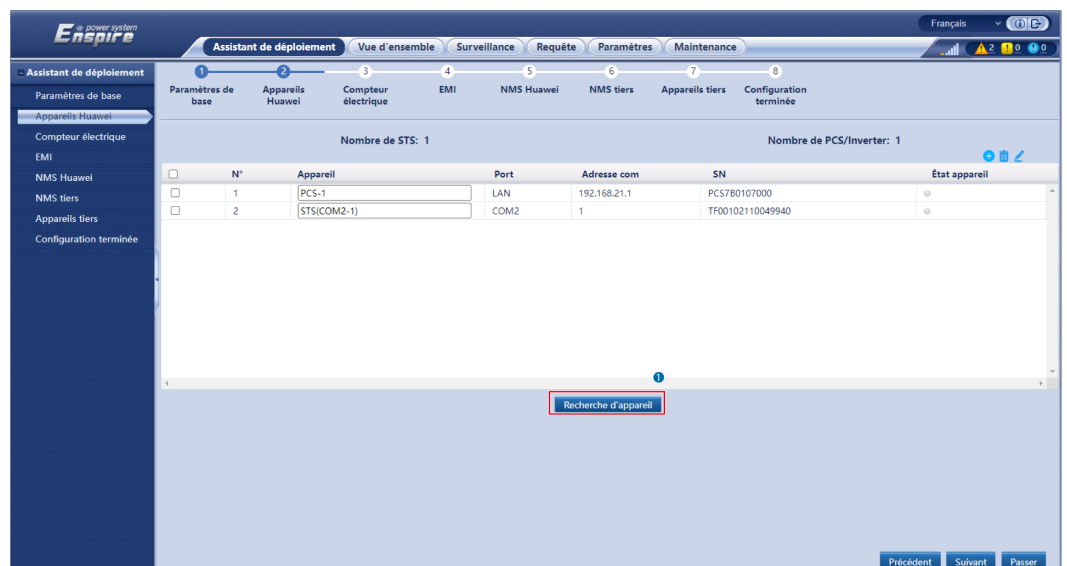 e power system
Enspire
Français
Assistant de déploiement Vue d'ensemble Surveillance Requête Paramètres Maintenance
2 0 0
Assistant de déploiement
Paramètres de base
Appareils Huawei
Compteur électrique
EMI
NMS Huawei
NMS tiers
Appareils tiers
Configuration terminée
1 2 3 4 5 6 7 8
Paramètres de base
Appareils Huawei
Compteur électrique
EMI
NMS Huawei
NMS tiers
Appareils tiers
Configuration terminée
Nombre de STS: 1 Nombre de PCS/Inverter: 1
N° Appareil Port Adresse com SN État appareil
1 PCS-1 LAN 192.168.21.1 PCS7B0107000
2 STS(COM2-1) COM2 1 TF00102110049940
1
Recherche d'appareil
Précédent Suivant Passer